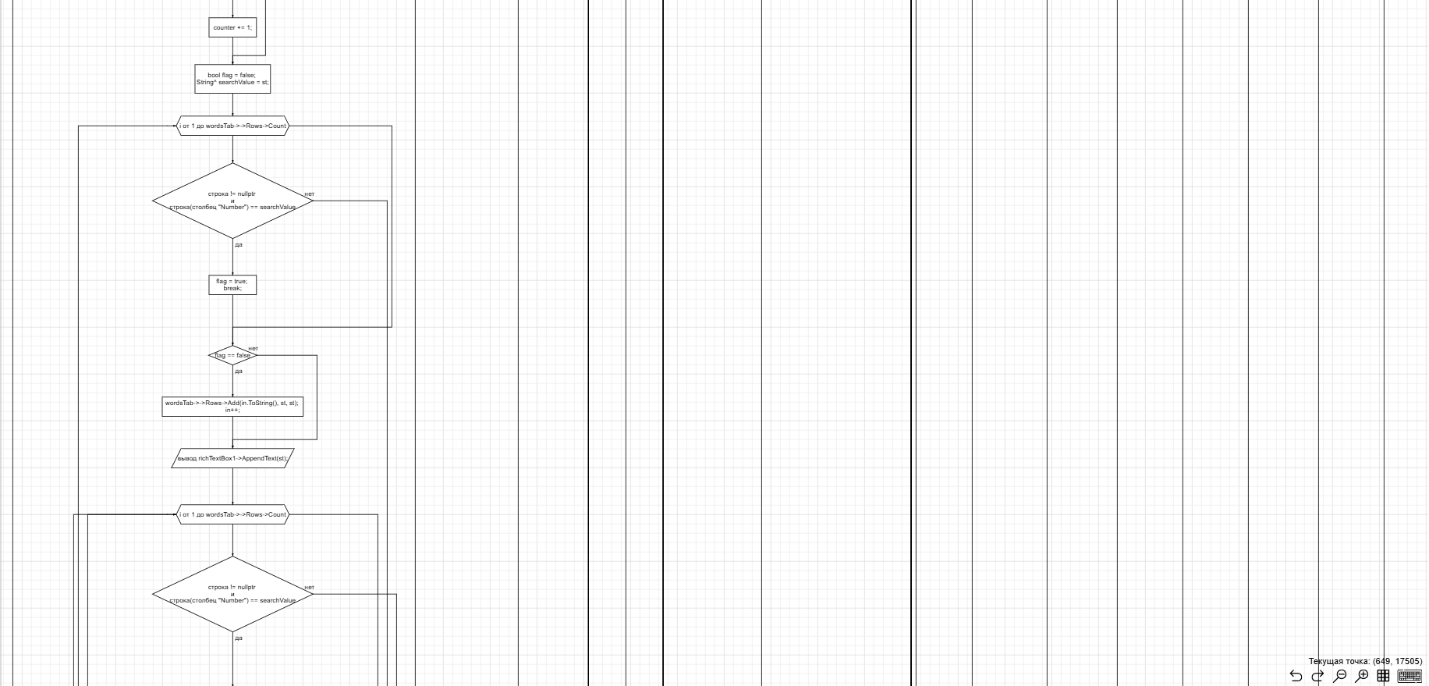 counter += 1;
bool flag = false;
String^ searchValue = st;
i от 1 до wordsTab->->Rows->Count
строка != nullptr
и
строка(столбец "Number") == searchValue
нет
да
flag = true;
break;
flag == false
нет
да
wordsTab->->Rows->Add(in.ToString(), st, st);
in++;
вывод richTextBox1->AppendText(st);
i от 1 до wordsTab->->Rows->Count
строка != nullptr
и
строка(столбец "Number") == searchValue
нет
да
Текущая точка: (649, 17505)